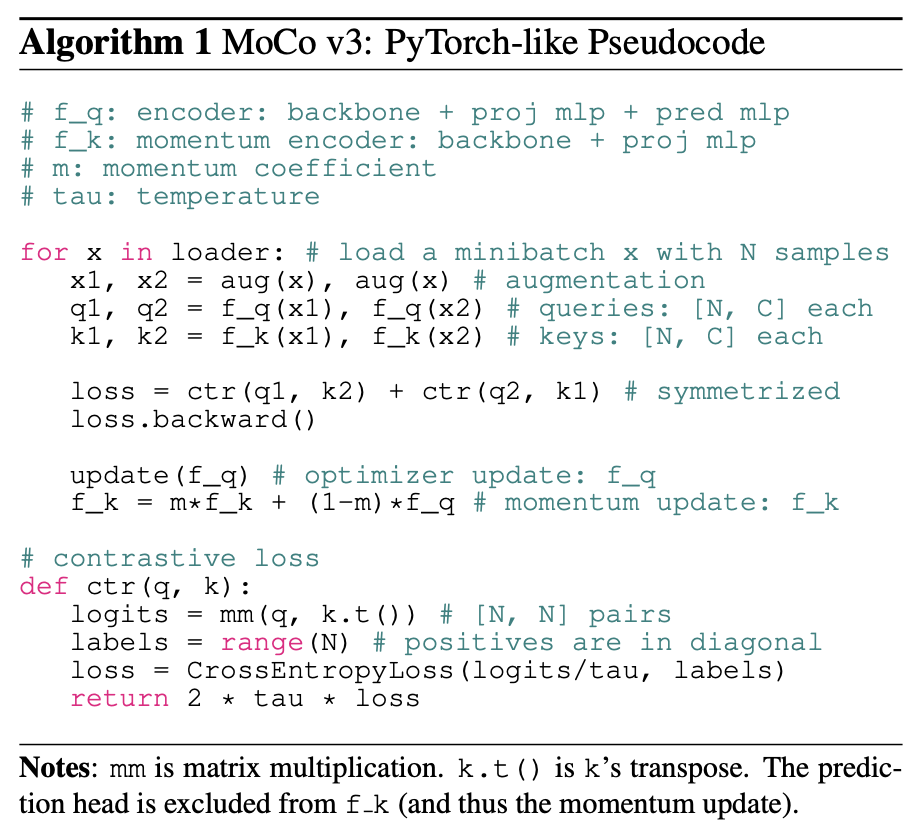 Algorithm 1 MoCo v3: PyTorch-like Pseudocode
# f_q: encoder: backbone + proj mlp + pred mlp
# f_k: momentum encoder: backbone + proj mlp
# m: momentum coefficient
# tau: temperature
for x in loader: # load a minibatch x with N samples
x1, x2 = aug(x), aug(x) # augmentation
q1, q2 = f_q(x1), f_q(x2) # queries: [N, C] each
k1, k2 = f_k(x1), f_k(x2) # keys: [N, C] each
loss = ctr(q1, k2) + ctr(q2, k1) # symmetrized
loss.backward()
update(f_q) # optimizer update: f_q
f_k = m*f_k + (1-m)*f_q # momentum update: f_k
# contrastive loss
def ctr(q, k):
logits = mm(q, k.t()) # [N, N] pairs
labels = range(N) # positives are in diagonal
loss = CrossEntropyLoss(logits/tau, labels)
return 2 * tau * loss
Notes: mm is matrix multiplication. k.t() is k's transpose. The predic-
tion head is excluded from f_k (and thus the momentum update).